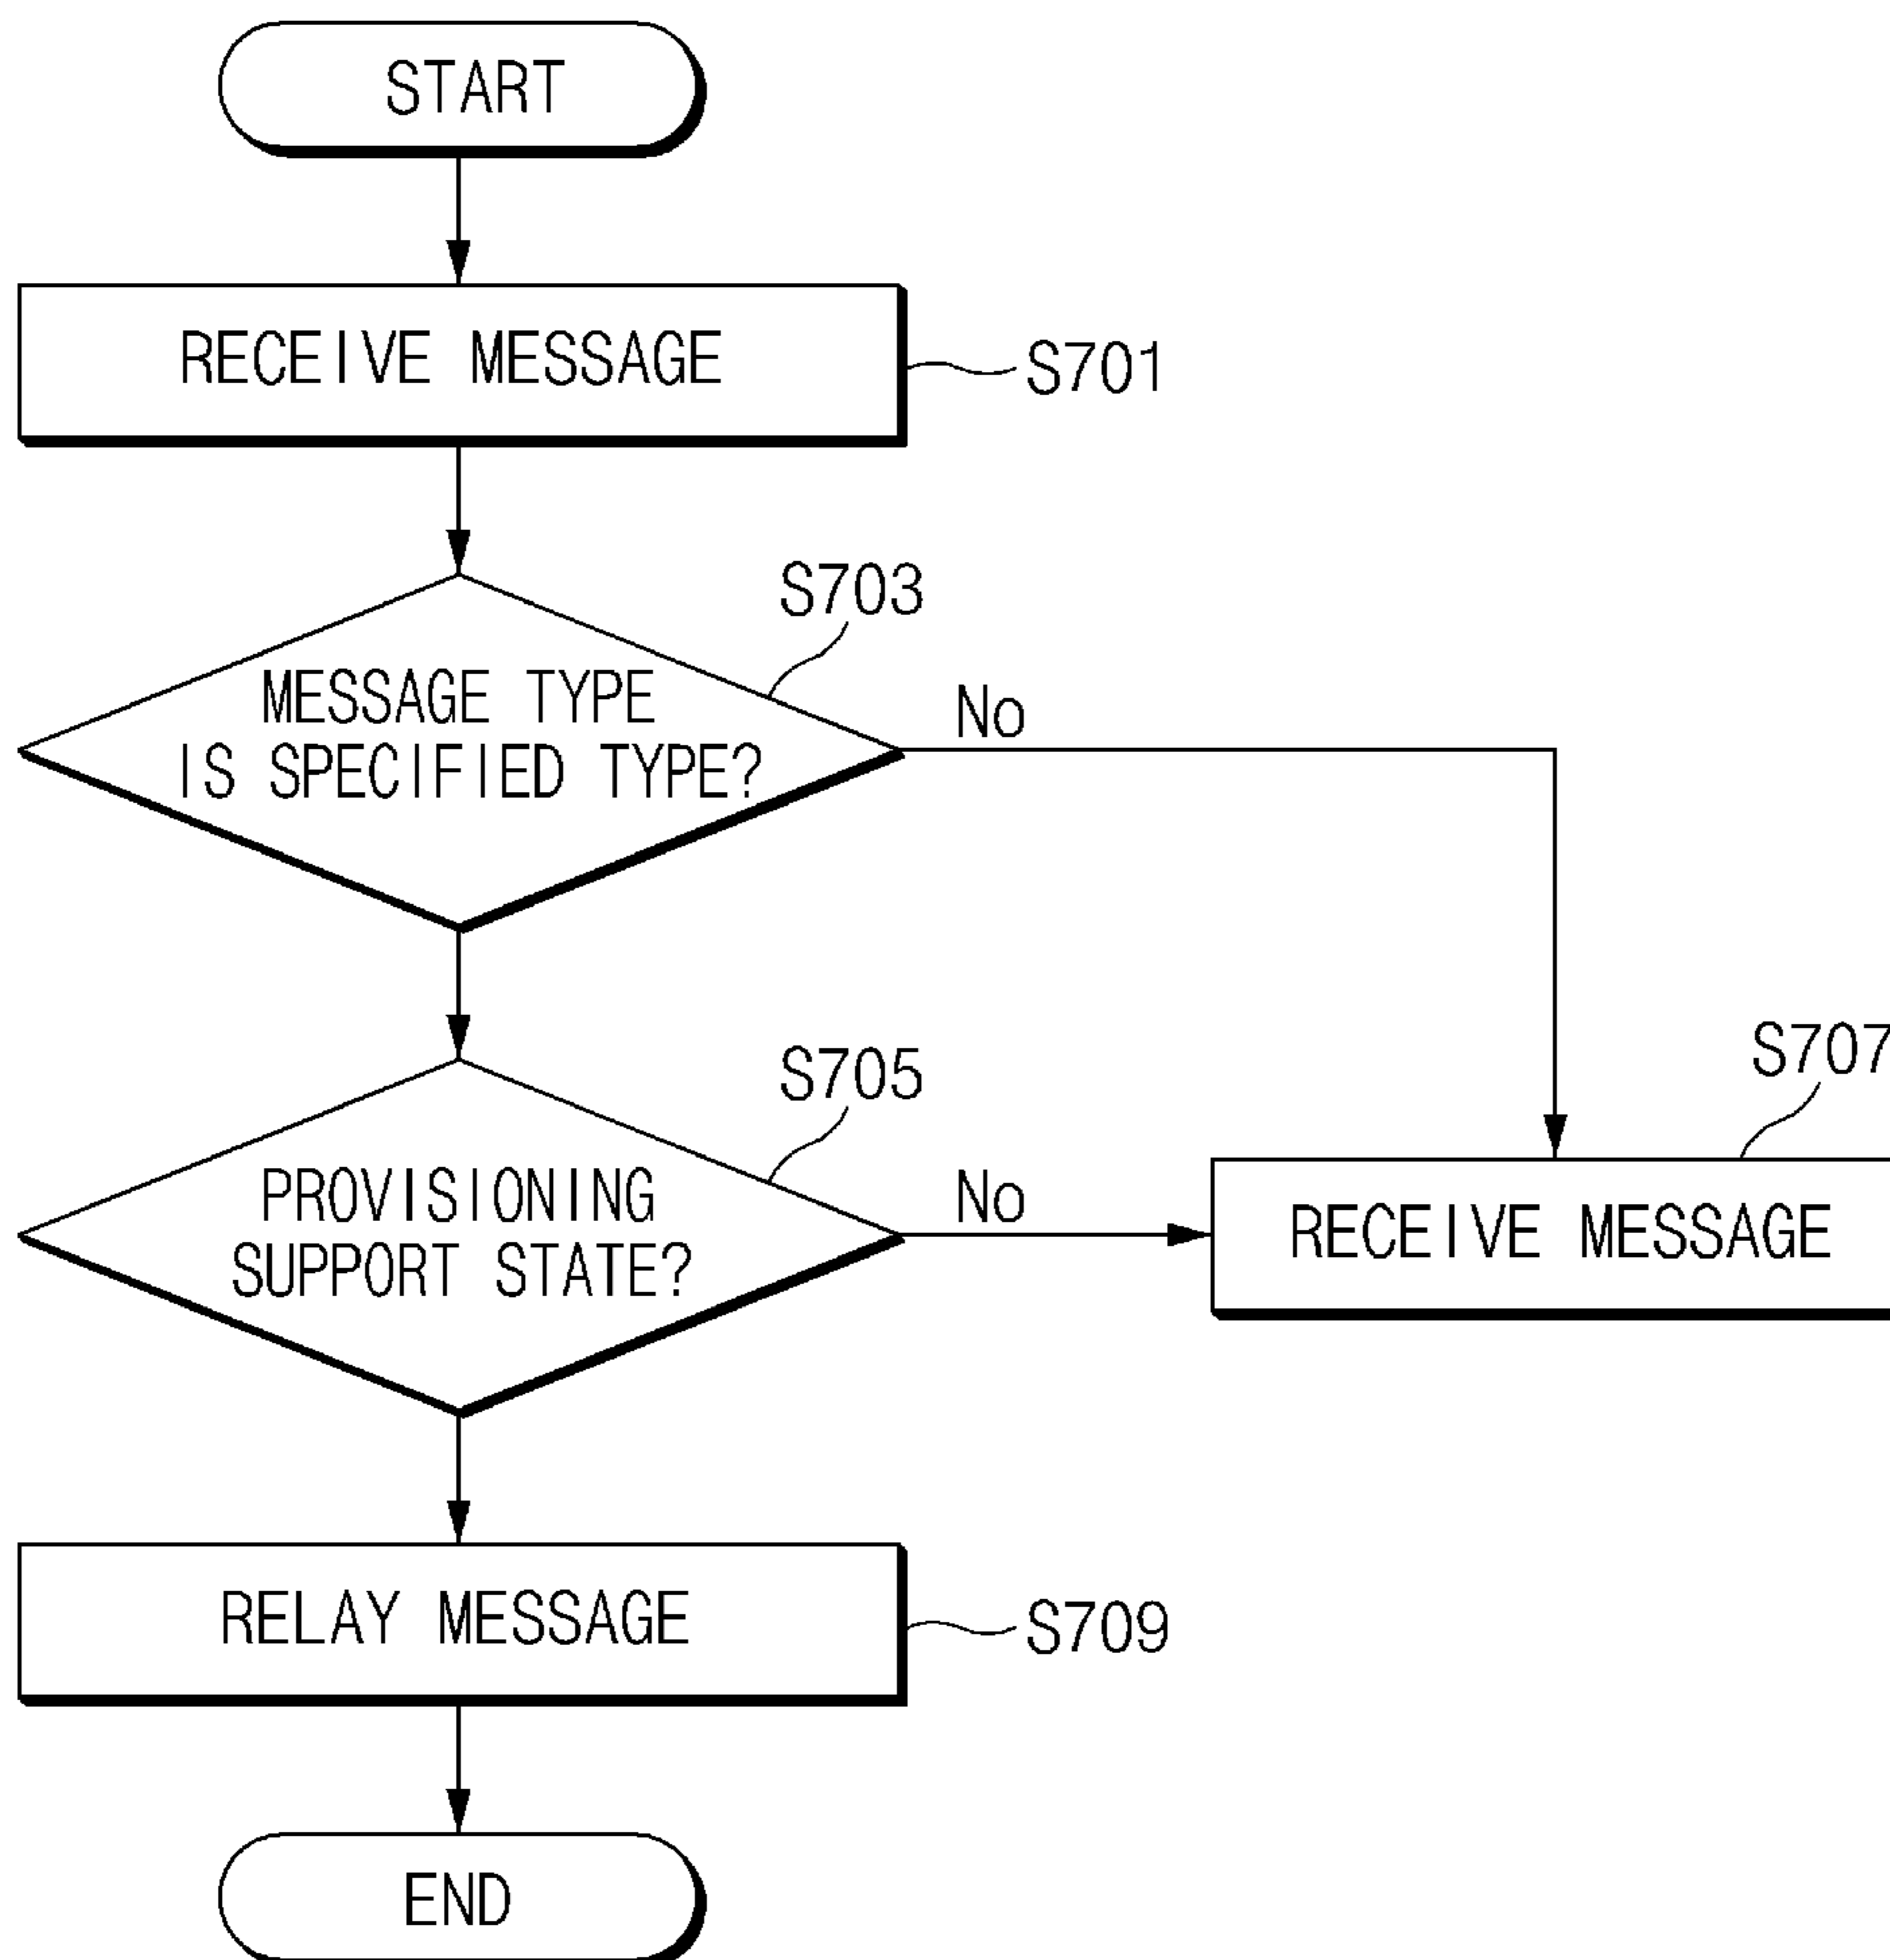 START
RECEIVE MESSAGE
S701
S703
MESSAGE TYPE
IS SPECIFIED TYPE?
No
S705
PROVISIONING
SUPPORT STATE?
No
S707
RECEIVE MESSAGE
RELAY MESSAGE
S709
END